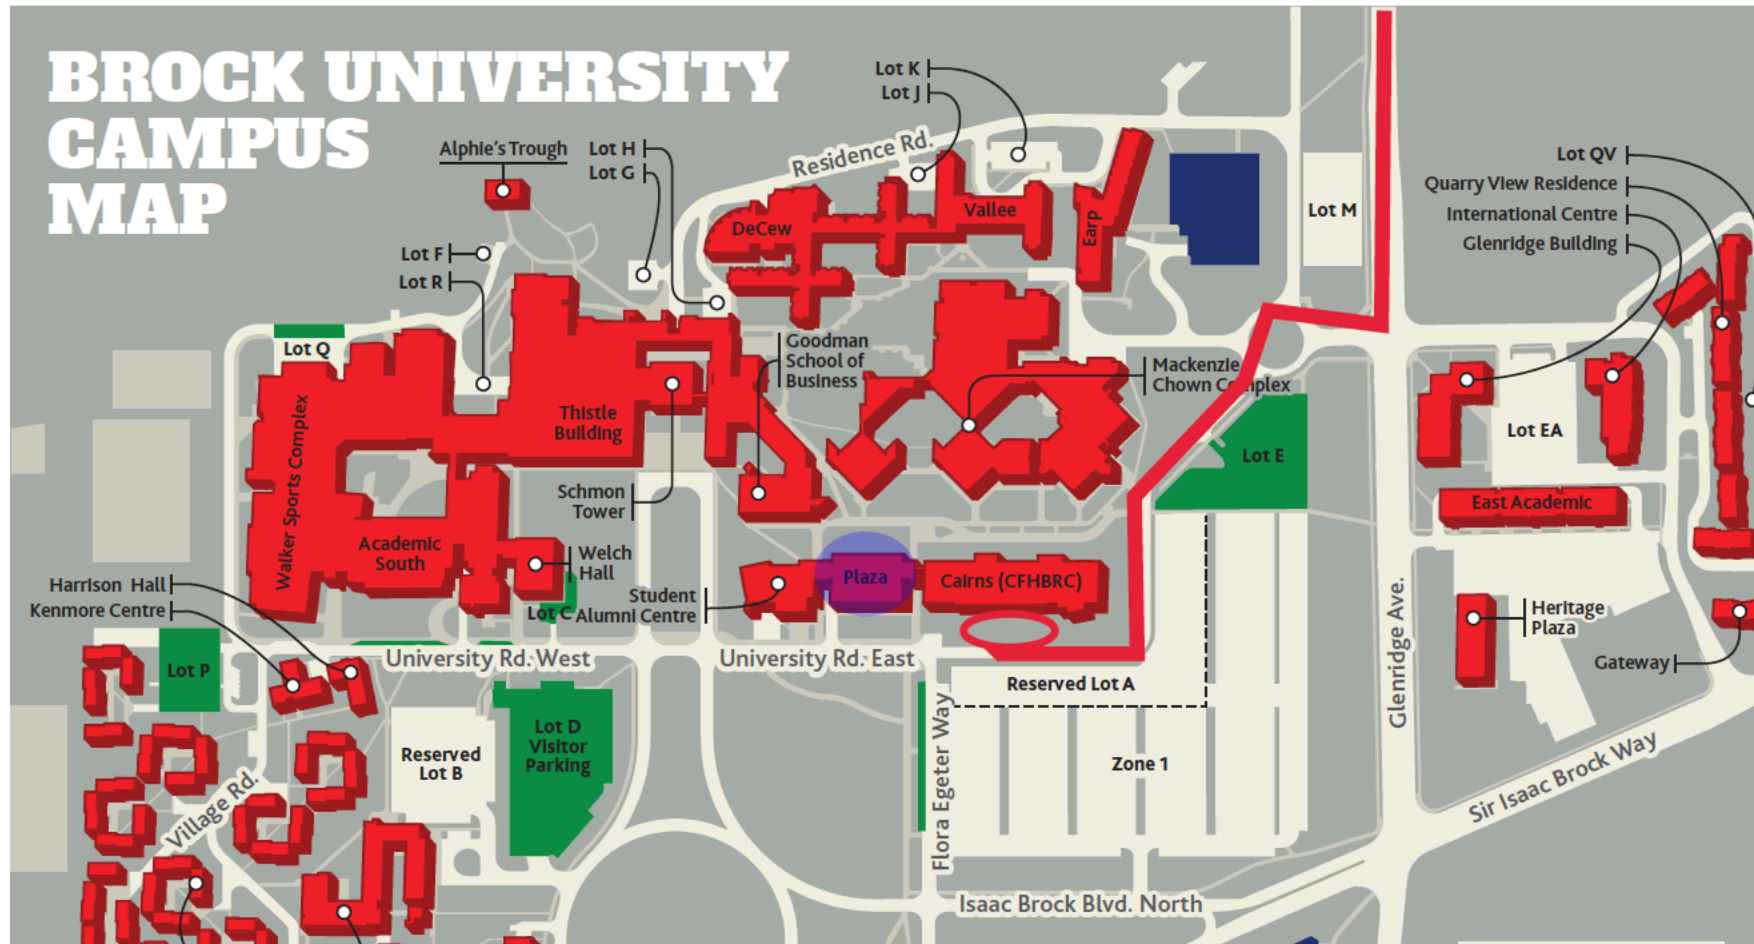 BROCK UNIVERSITY
CAMPUS
MAP
Lot K
Lot J
Alphie's Trough
Lot H
Lot G
Residence Rd.
Lot QV
Quarry View Residence
International Centre
Glenridge Building
Lot M
Vallee
DeCew
Earp
Lot F
Lot R
Lot Q
Goodman
School of
Business
Mackenzie
Chown Complex
Walker Sports Complex
Thistle
Building
Lot EA
Lot E
Schmon
Tower
East Academic
Academic
South
Welch
Hall
Plaza
Cairns (CFHBRC)
Harrison Hall
Kenmore Centre
Student
Alumni Centre
Lot C
Heritage
Plaza
Glenridge Ave.
University Rd. West
University Rd. East
Gateway
Lot P
Reserved Lot A
Flora Egeter Way
Lot D
Visitor
Parking
Reserved
Lot B
Zone 1
Sir Isaac Brock Way
Village Rd.
Isaac Brock Blvd. North